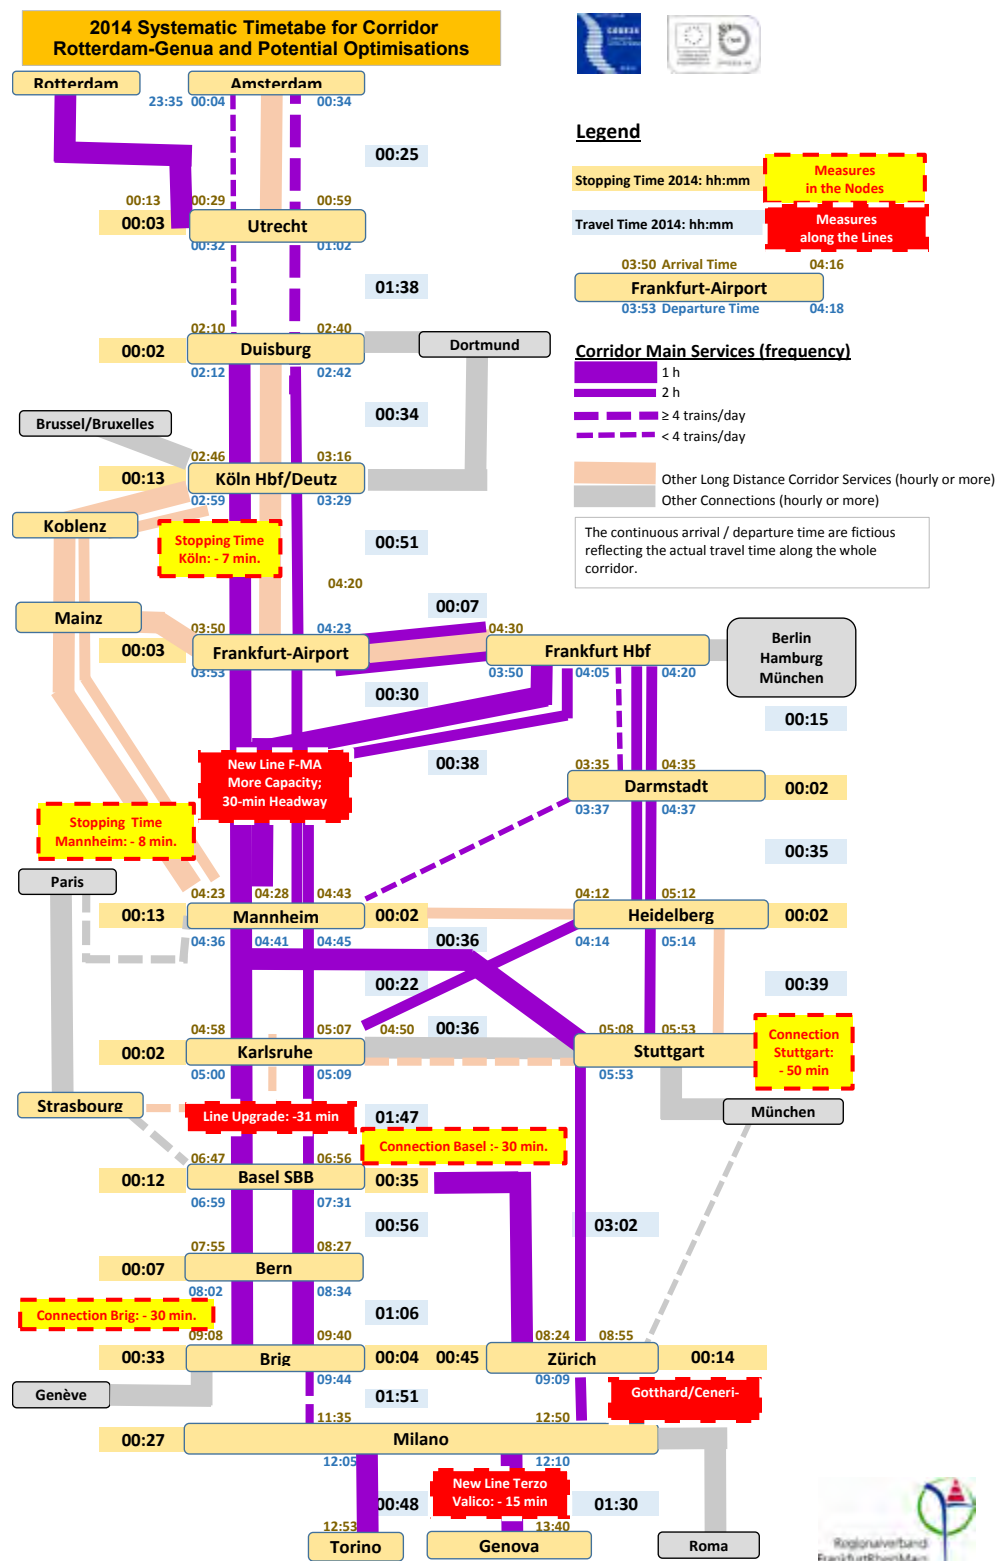 2014 Systematic Timetabe for Corridor
Rotterdam-Genua and Potential Optimisations
Rotterdam
Amsterdam
23:35 00:04 00:34
00:25
00:13 00:29 00:59
00:03
Utrecht
00:32 01:02
01:38
02:10 02:40
00:02
Duisburg
Dortmund
02:12 02:42
00:34
Brussel/Bruxelles
02:46 03:16
00:13
Köln Hbf/Deutz
02:59 03:29
Koblenz
Stopping Time
Köln: - 7 min.
00:51
04:20
00:07
Mainz
03:50 04:23 04:30
00:03
Frankfurt-Airport
Frankfurt Hbf
Berlin
Hamburg
München
03:53 03:50 04:05 04:20
00:30
00:15
New Line F-MA
More Capacity;
30-min Headway
00:38
03:35 04:35
Darmstadt
00:02
03:37 04:37
Stopping Time
Mannheim: - 8 min.
00:35
Paris
04:23 04:28 04:43 04:12 05:12
00:13
Mannheim
00:02
Heidelberg
00:02
04:36 04:41 04:45 04:14 05:14
00:36
00:22
00:39
04:58 05:07 04:50
00:36
05:08 05:53
00:02
Karlsruhe
Stuttgart
Connection
Stuttgart:
- 50 min
05:00 05:09 05:53
Strasbourg
Line Upgrade: -31 min
01:47
München
Connection Basel :- 30 min.
06:47 06:56
00:12
Basel SBB
00:35
06:59 07:31
00:56
03:02
07:55 08:27
00:07
Bern
08:02 08:34
Connection Brig: - 30 min.
01:06
09:08 09:40 08:24 08:55
00:33
Brig
00:04
00:45
Zürich
00:14
09:44 09:09
Genève
01:51
Gotthard/Ceneri-
11:35 12:50
00:27
Milano
12:05 12:10
New Line Terzo
Valico: - 15 min
00:48
01:30
12:53 13:40
Torino
Genova
Roma
Legend
Stopping Time 2014: hh:mm
Measures
in the Nodes
Travel Time 2014: hh:mm
Measures
along the Lines
03:50 Arrival Time 04:16
Frankfurt-Airport
03:53 Departure Time 04:18
Corridor Main Services (frequency)
1 h
2 h
≥ 4 trains/day
< 4 trains/day
Other Long Distance Corridor Services (hourly or more)
Other Connections (hourly or more)
The continuous arrival / departure time are fictious
reflecting the actual travel time along the whole
corridor.
Regionalverband
FrankfurtRheinMain